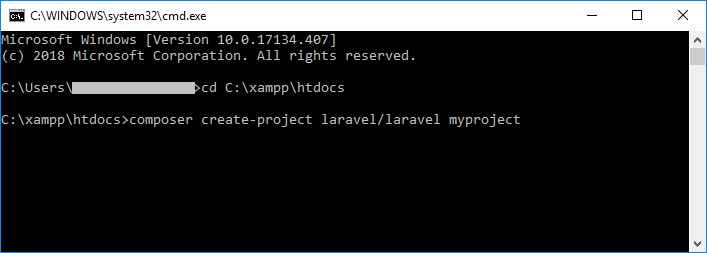 C:\WINDOWS\system32\cmd.exe
Microsoft Windows [Version 10.0.17134.407]
(c) 2018 Microsoft Corporation. All rights reserved.
C:\Users\>cd C:\xampp\htdocs
C:\xampp\htdocs>composer create-project laravel/laravel myproject